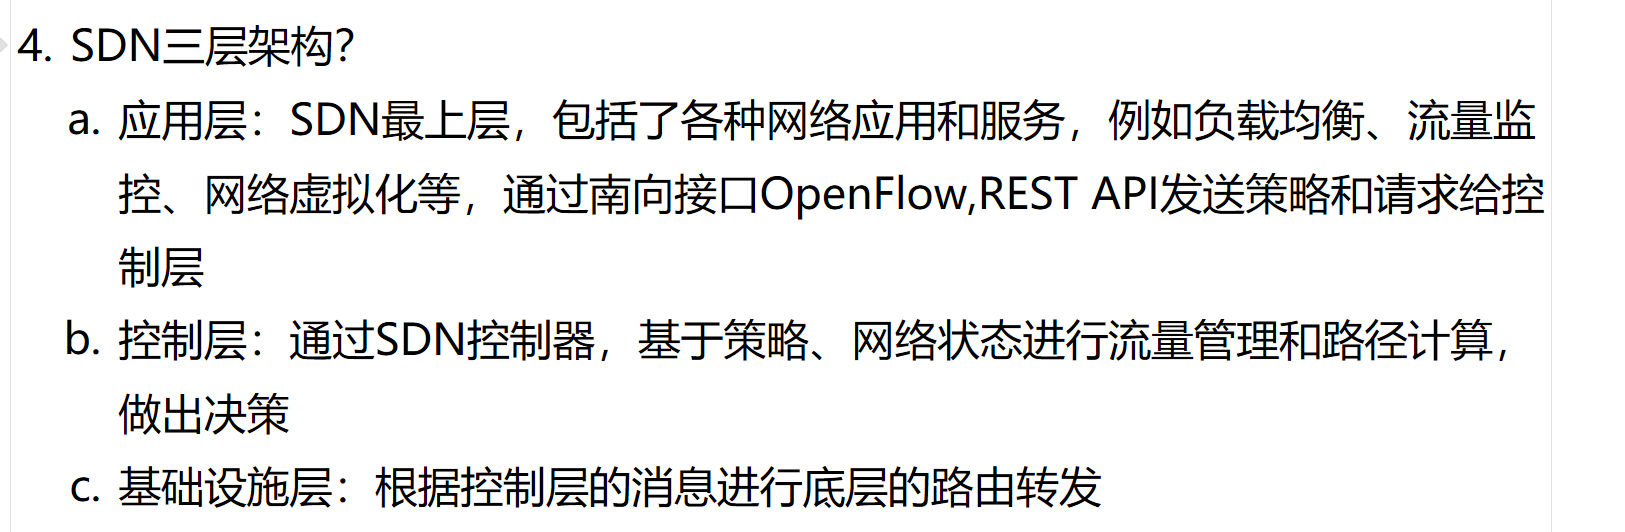 4. SDN三层架构？
a. 应用层：SDN最上层，包括了各种网络应用和服务，例如负载均衡、流量监
控、网络虚拟化等，通过南向接口OpenFlow,REST API发送策略和请求给控
制层
b. 控制层：通过SDN控制器，基于策略、网络状态进行流量管理和路径计算，
做出决策
c. 基础设施层：根据控制层的消息进行底层的路由转发